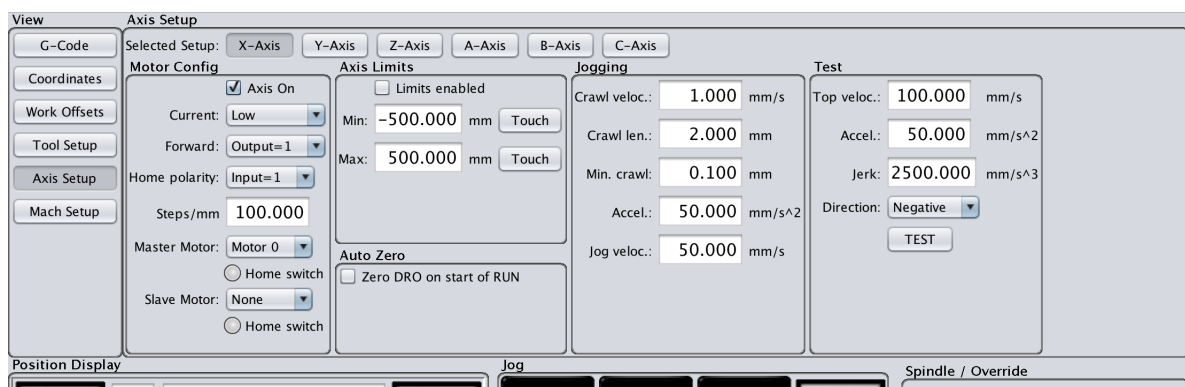 View
Axis Setup
G-Code
Coordinates
Work Offsets
Tool Setup
Axis Setup
Mach Setup
Selected Setup: X-Axis Y-Axis Z-Axis A-Axis B-Axis C-Axis
Motor Config
Axis On
Current: Low
Forward: Output=1
Home polarity: Input=1
Steps/mm 100.000
Master Motor: Motor 0
Home switch
Slave Motor: None
Home switch
Axis Limits
Limits enabled
Min: -500.000 mm Touch
Max: 500.000 mm Touch
Auto Zero
Zero DRO on start of RUN
Jogging
Crawl veloc.: 1.000 mm/s
Crawl len.: 2.000 mm
Min. crawl: 0.100 mm
Accel.: 50.000 mm/s^2
Jog veloc.: 50.000 mm/s
Test
Top veloc.: 100.000 mm/s
Accel.: 50.000 mm/s^2
Jerk: 2500.000 mm/s^3
Direction: Negative
TEST
Position Display
Jog
Spindle / Override